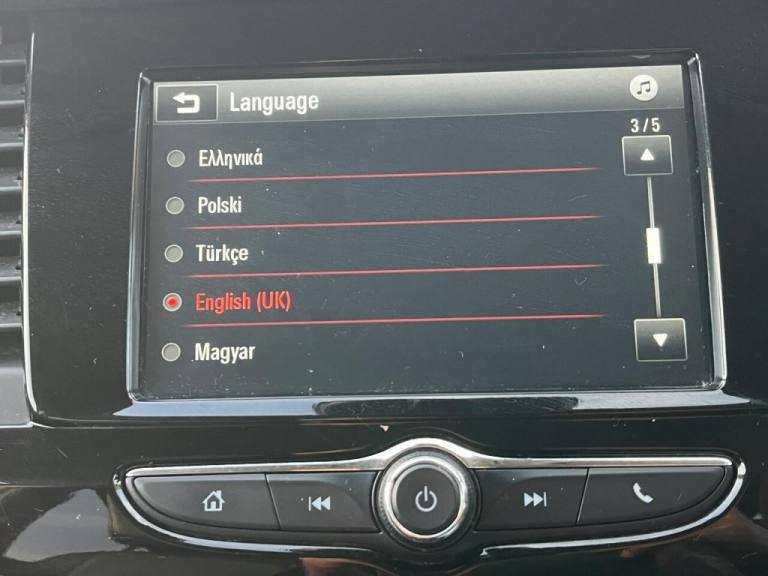 Language
3/5
Ελληνικά
Polski
Türkçe
English (UK)
Magyar